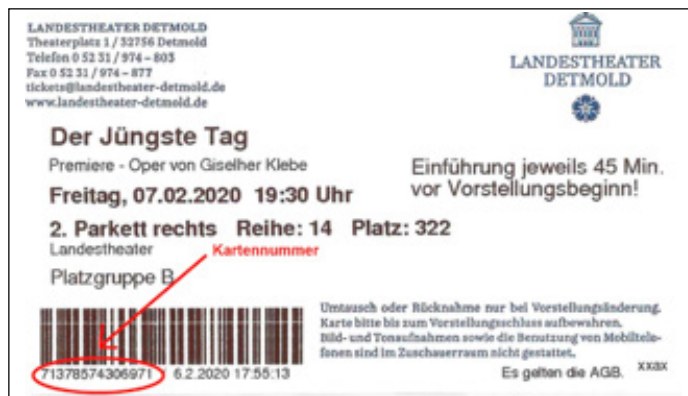 LANDESTHEATER DETMOLD
Theaterplatz 1 / 32756 Detmold
Telefon 0 52 31 / 974 – 803
Fax 0 52 31 / 974 – 877
tickets@landestheater-detmold.de
www.landestheater-detmold.de
LANDESTHEATER
DETMOLD
Der Jüngste Tag
Premiere - Oper von Giselher Klebe
Freitag, 07.02.2020 19:30 Uhr
Einführung jeweils 45 Min.
vor Vorstellungsbeginn!
2. Parkett rechts Reihe: 14 Platz: 322
Landestheater
Kartennummer
Platzgruppe B
Umtausch oder Rücknahme nur bei Vorstellungsänderung.
Karte bitte bis zum Vorstellungsschluss aufbewahren.
Bild- und Tonaufnahmen sowie die Benutzung von Mobiltele-
fonen sind im Zuschauerraum nicht gestattet.
71378574306971 6.2.2020 17:55:13
Es gelten die AGB. xxax